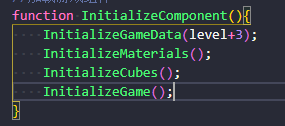 function InitializeComponent(){
InitializeGameData(level+3);
InitializeMaterials();
InitializeCubes();
InitializeGame();
}